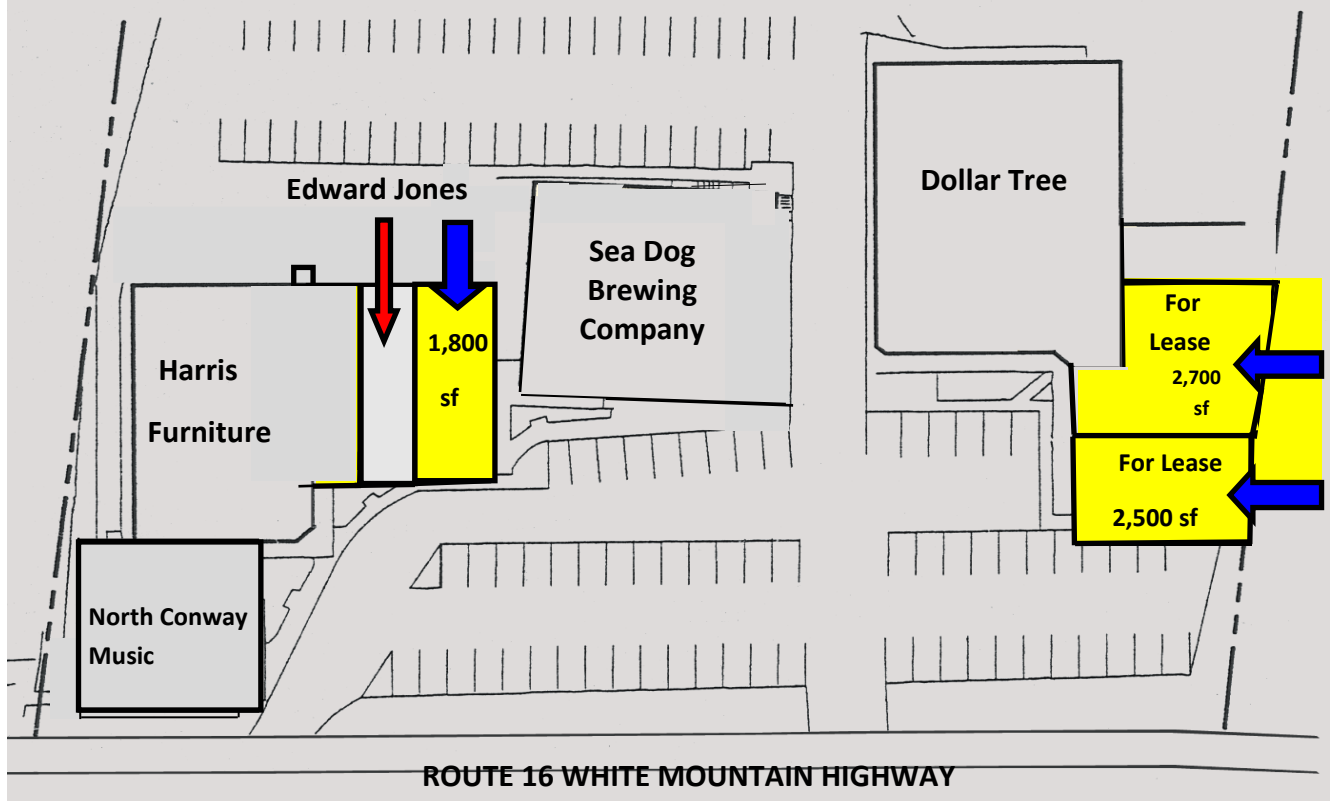 Edward Jones
Dollar Tree
Sea Dog
Brewing
Company
For
Lease
2,700
sf
1,800
sf
Harris
Furniture
For Lease
2,500 sf
North Conway
Music
ROUTE 16 WHITE MOUNTAIN HIGHWAY